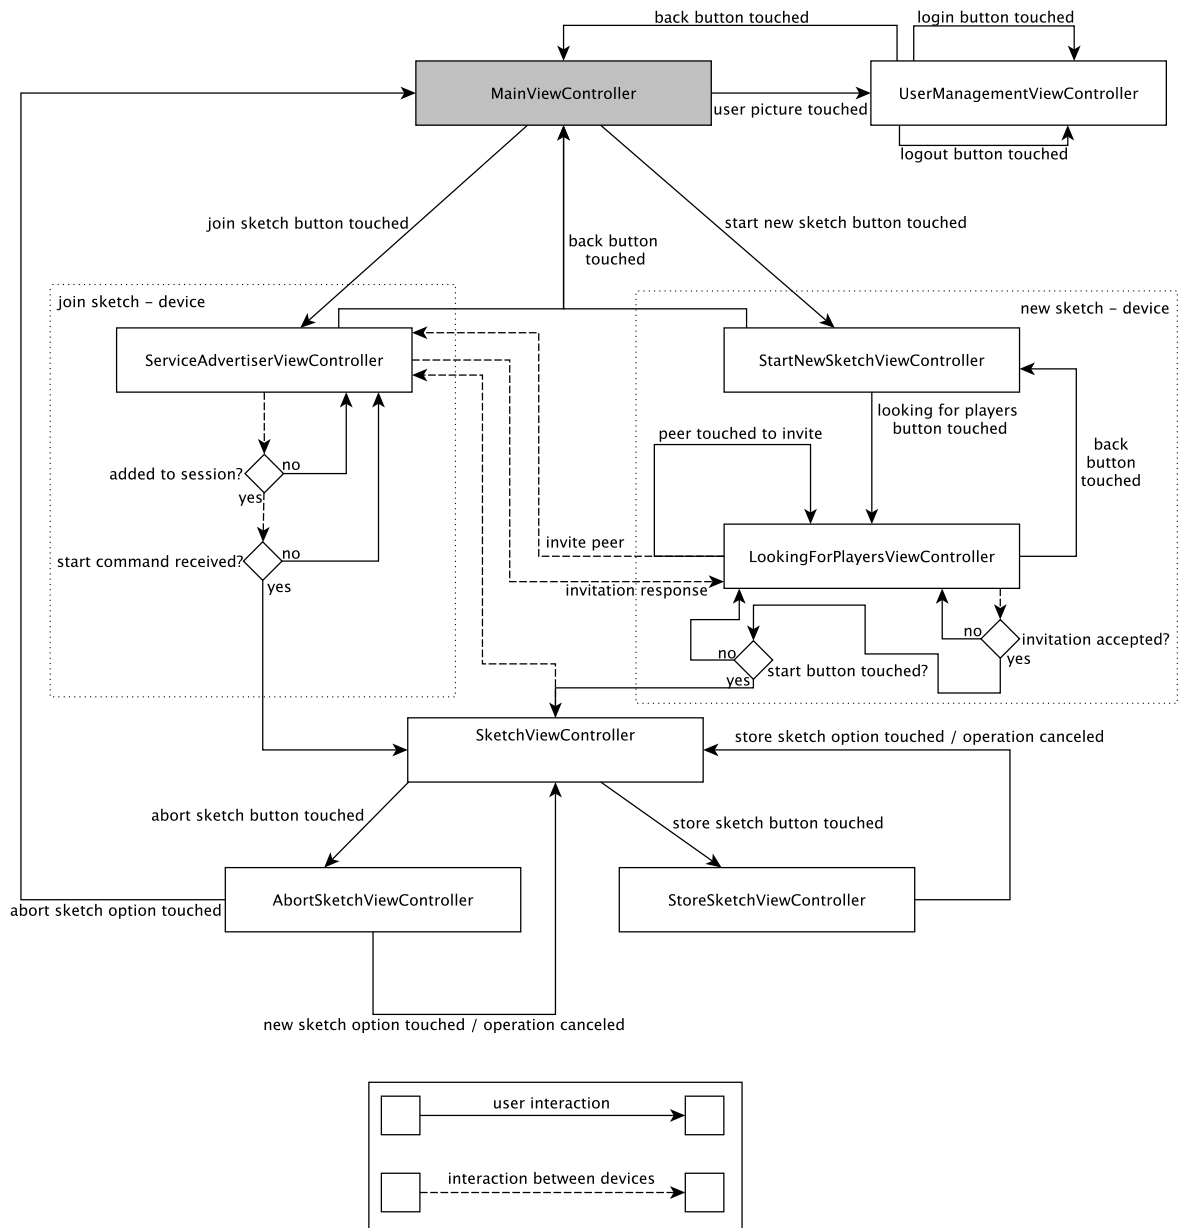 back button touched
login button touched
MainViewController
UserManagementViewController
user picture touched
logout button touched
join sketch button touched
start new sketch button touched
back button
touched
join sketch – device
new sketch – device
ServiceAdvertiserViewController
StartNewSketchViewController
looking for players
button touched
peer touched to invite
back
button
touched
added to session?
no
yes
invite peer
LookingForPlayersViewController
start command received?
no
yes
invitation response
no
invitation accepted?
yes
no
start button touched?
yes
SketchViewController
store sketch option touched / operation canceled
abort sketch button touched
store sketch button touched
AbortSketchViewController
StoreSketchViewController
abort sketch option touched
new sketch option touched / operation canceled
user interaction
interaction between devices